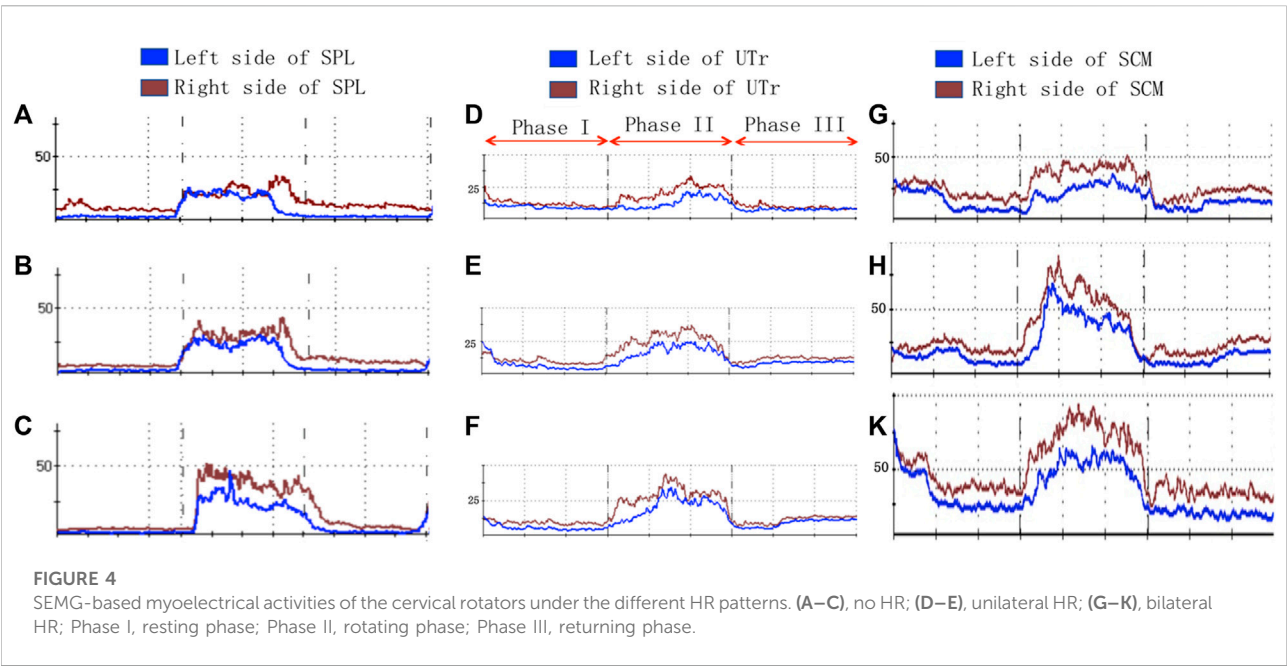 Left side of SPL
Right side of SPL
Left side of UTr
Right side of UTr
Left side of SCM
Right side of SCM
A
50
D
Phase I
Phase II
Phase III
25
G
50
B
50
E
25
H
50
C
50
F
25
K
50
FIGURE 4
SEMG-based myoelectrical activities of the cervical rotators under the different HR patterns. (A–C), no HR; (D–E), unilateral HR; (G–K), bilateral
HR; Phase I, resting phase; Phase II, rotating phase; Phase III, returning phase.